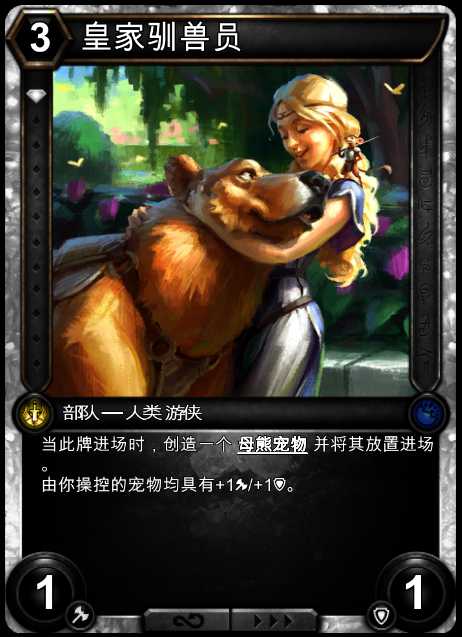 3
皇家驯兽员
部队 — 人类 游侠
当此牌进场时，创造一个 母熊宠物 并将其放置进场
。
由你操控的宠物均具有+1/+1。
1
1